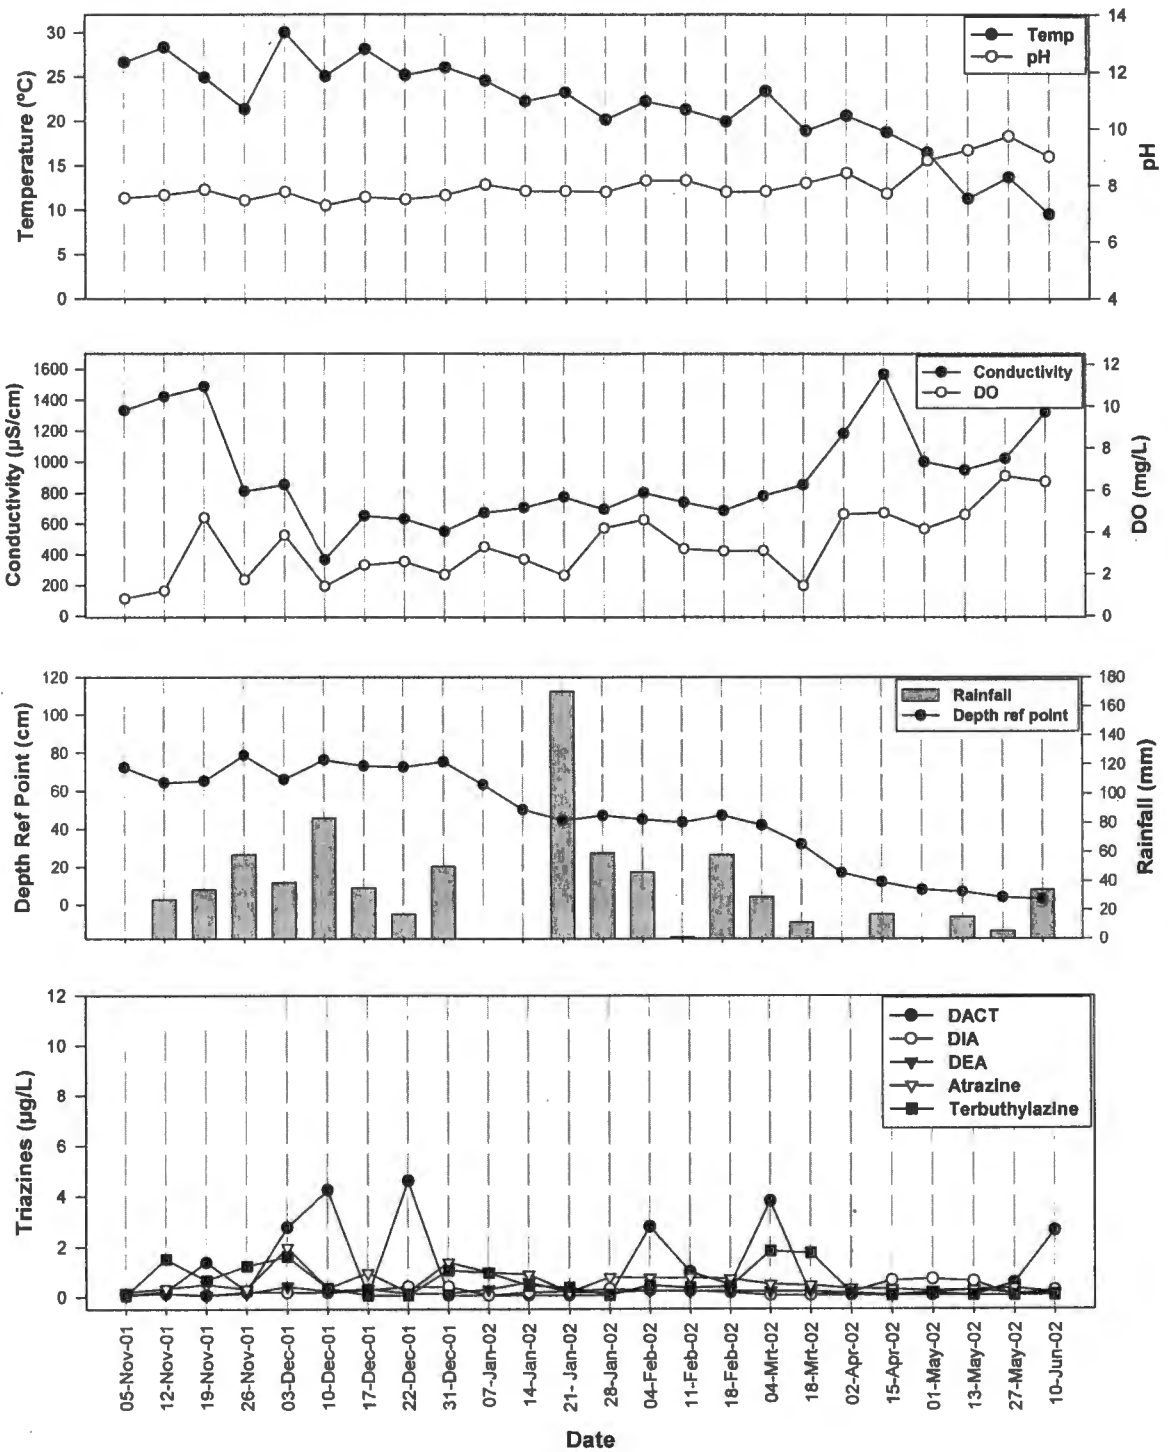 30
25
20
15
10
5
0
Temperature (ºC)
Temp
pH
14
12
10
8
6
4
pH
1600
1400
1200
1000
800
600
400
200
0
Conductivity (µS/cm)
Conductivity
DO
12
10
8
6
4
2
0
DO (mg/L)
120
100
80
60
40
20
0
Depth Ref Point (cm)
Rainfall
Depth ref point
180
160
140
120
100
80
60
40
20
0
Rainfall (mm)
12
10
8
6
4
2
0
Triazines (µg/L)
DACT
DIA
DEA
Atrazine
Terbuthylazine
05-Nov-01
12-Nov-01
19-Nov-01
26-Nov-01
03-Dec-01
10-Dec-01
17-Dec-01
22-Dec-01
31-Dec-01
07-Jan-02
14-Jan-02
21- Jan-02
28-Jan-02
04-Feb-02
11-Feb-02
18-Feb-02
04-Mrt-02
18-Mrt-02
02-Apr-02
15-Apr-02
01-May-02
13-May-02
27-May-02
10-Jun-02
Date